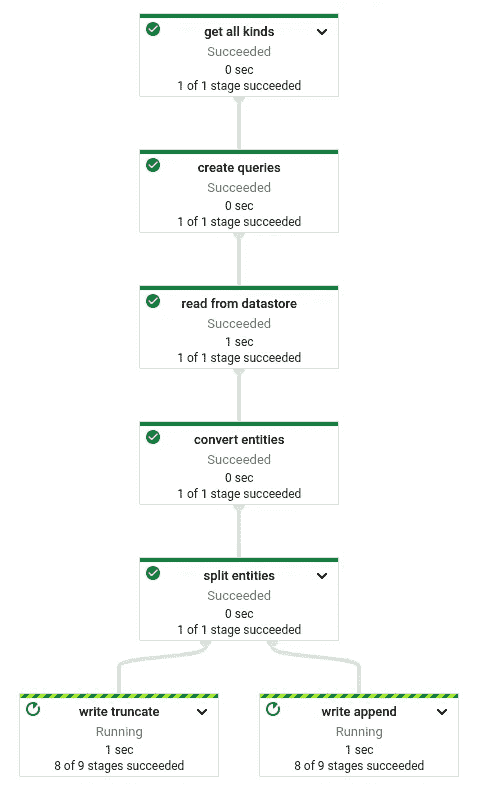 get all kinds
Succeeded
0 sec
1 of 1 stage succeeded
create queries
Succeeded
0 sec
1 of 1 stage succeeded
read from datastore
Succeeded
1 sec
1 of 1 stage succeeded
convert entities
Succeeded
0 sec
1 of 1 stage succeeded
split entities
Succeeded
0 sec
1 of 1 stage succeeded
write truncate
Running
1 sec
8 of 9 stages succeeded
write append
Running
1 sec
8 of 9 stages succeeded